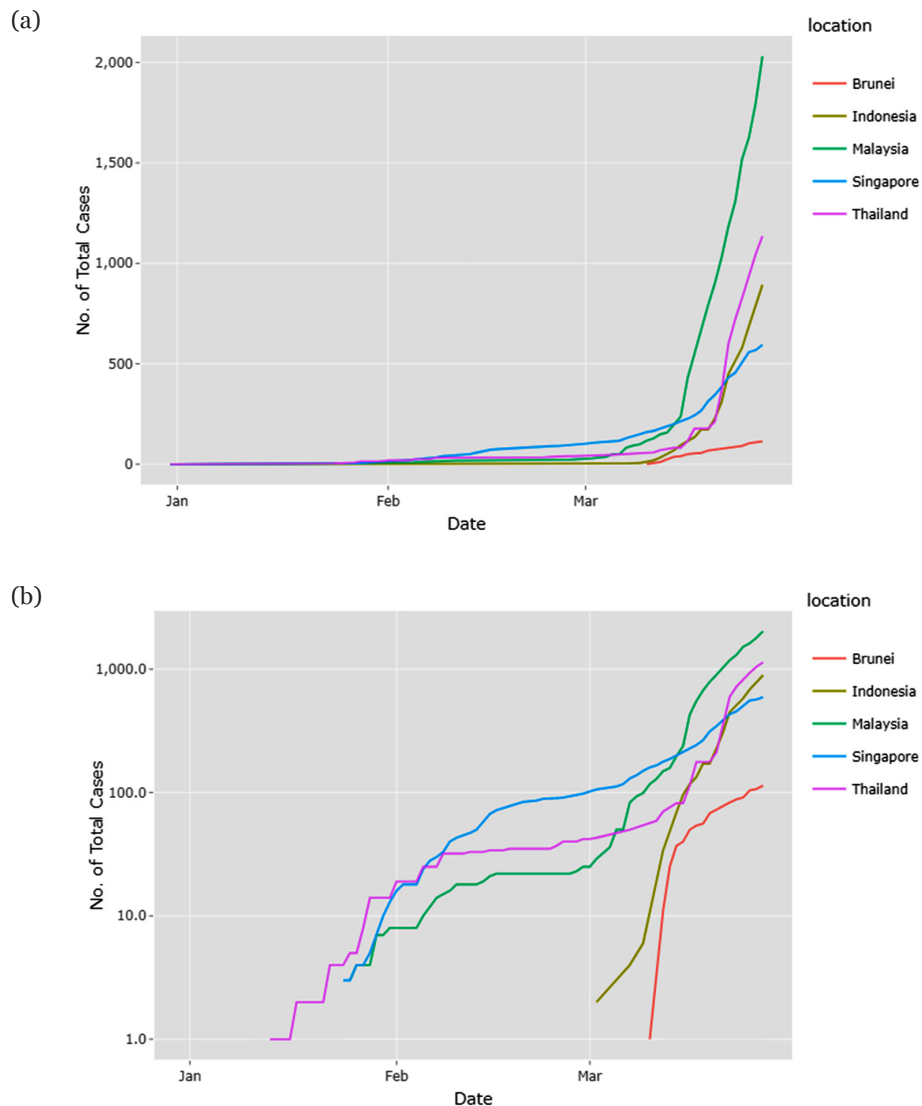 (a)
location
2,000
1,500
1,000
500
0
No. of Total Cases
Jan
Feb
Mar
Date
Brunei
Indonesia
Malaysia
Singapore
Thailand
(b)
location
1,000.0
100.0
10.0
1.0
No. of Total Cases
Jan
Feb
Mar
Date
Brunei
Indonesia
Malaysia
Singapore
Thailand